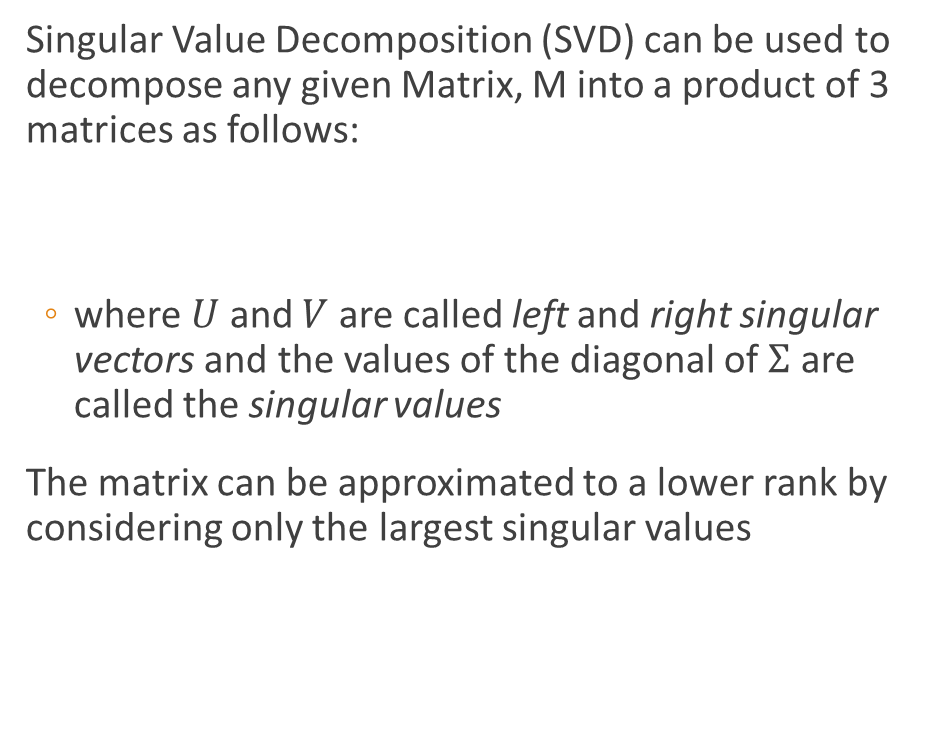 Singular Value Decomposition (SVD) can be used to
decompose any given Matrix, M into a product of 3
matrices as follows:
◦ where U and V are called left and right singular
vectors and the values of the diagonal of Σ are
called the singular values
The matrix can be approximated to a lower rank by
considering only the largest singular values